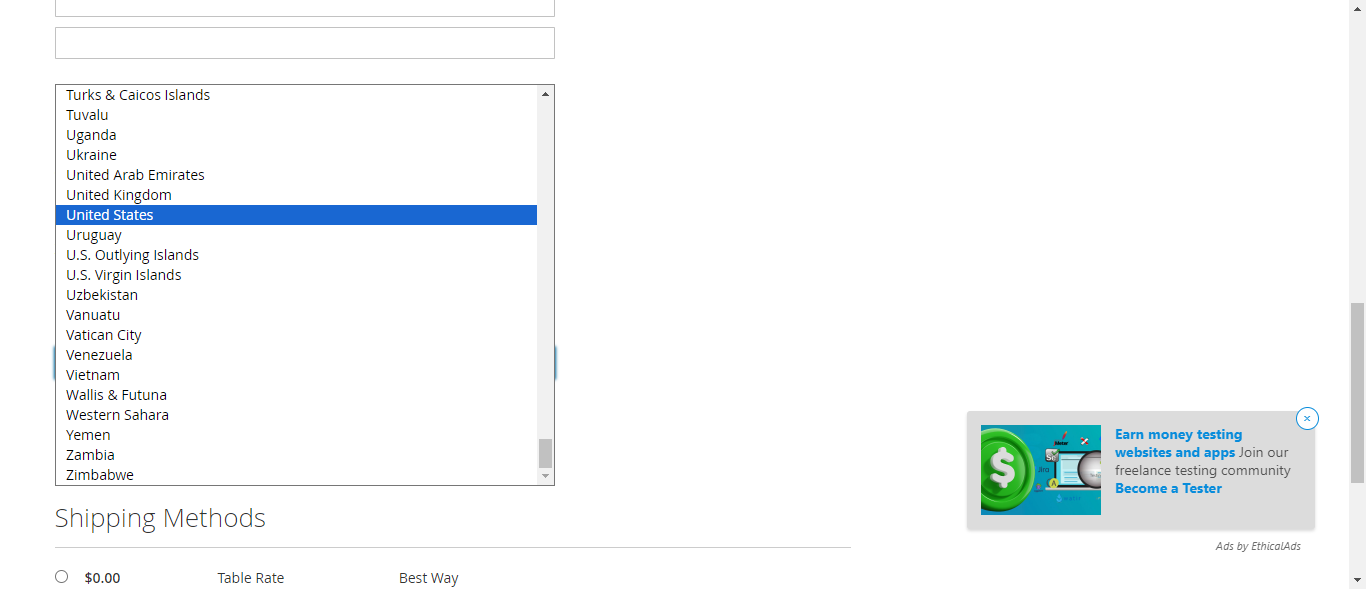 Turks & Caicos Islands
Tuvalu
Uganda
Ukraine
United Arab Emirates
United Kingdom
United States
Uruguay
U.S. Outlying Islands
U.S. Virgin Islands
Uzbekistan
Vanuatu
Vatican City
Venezuela
Vietnam
Wallis & Futuna
Western Sahara
Yemen
Zambia
Zimbabwe
Shipping Methods
$0.00 Table Rate Best Way
Earn money testing
websites and apps Join our
freelance testing community
Become a Tester
Ads by EthicalAds